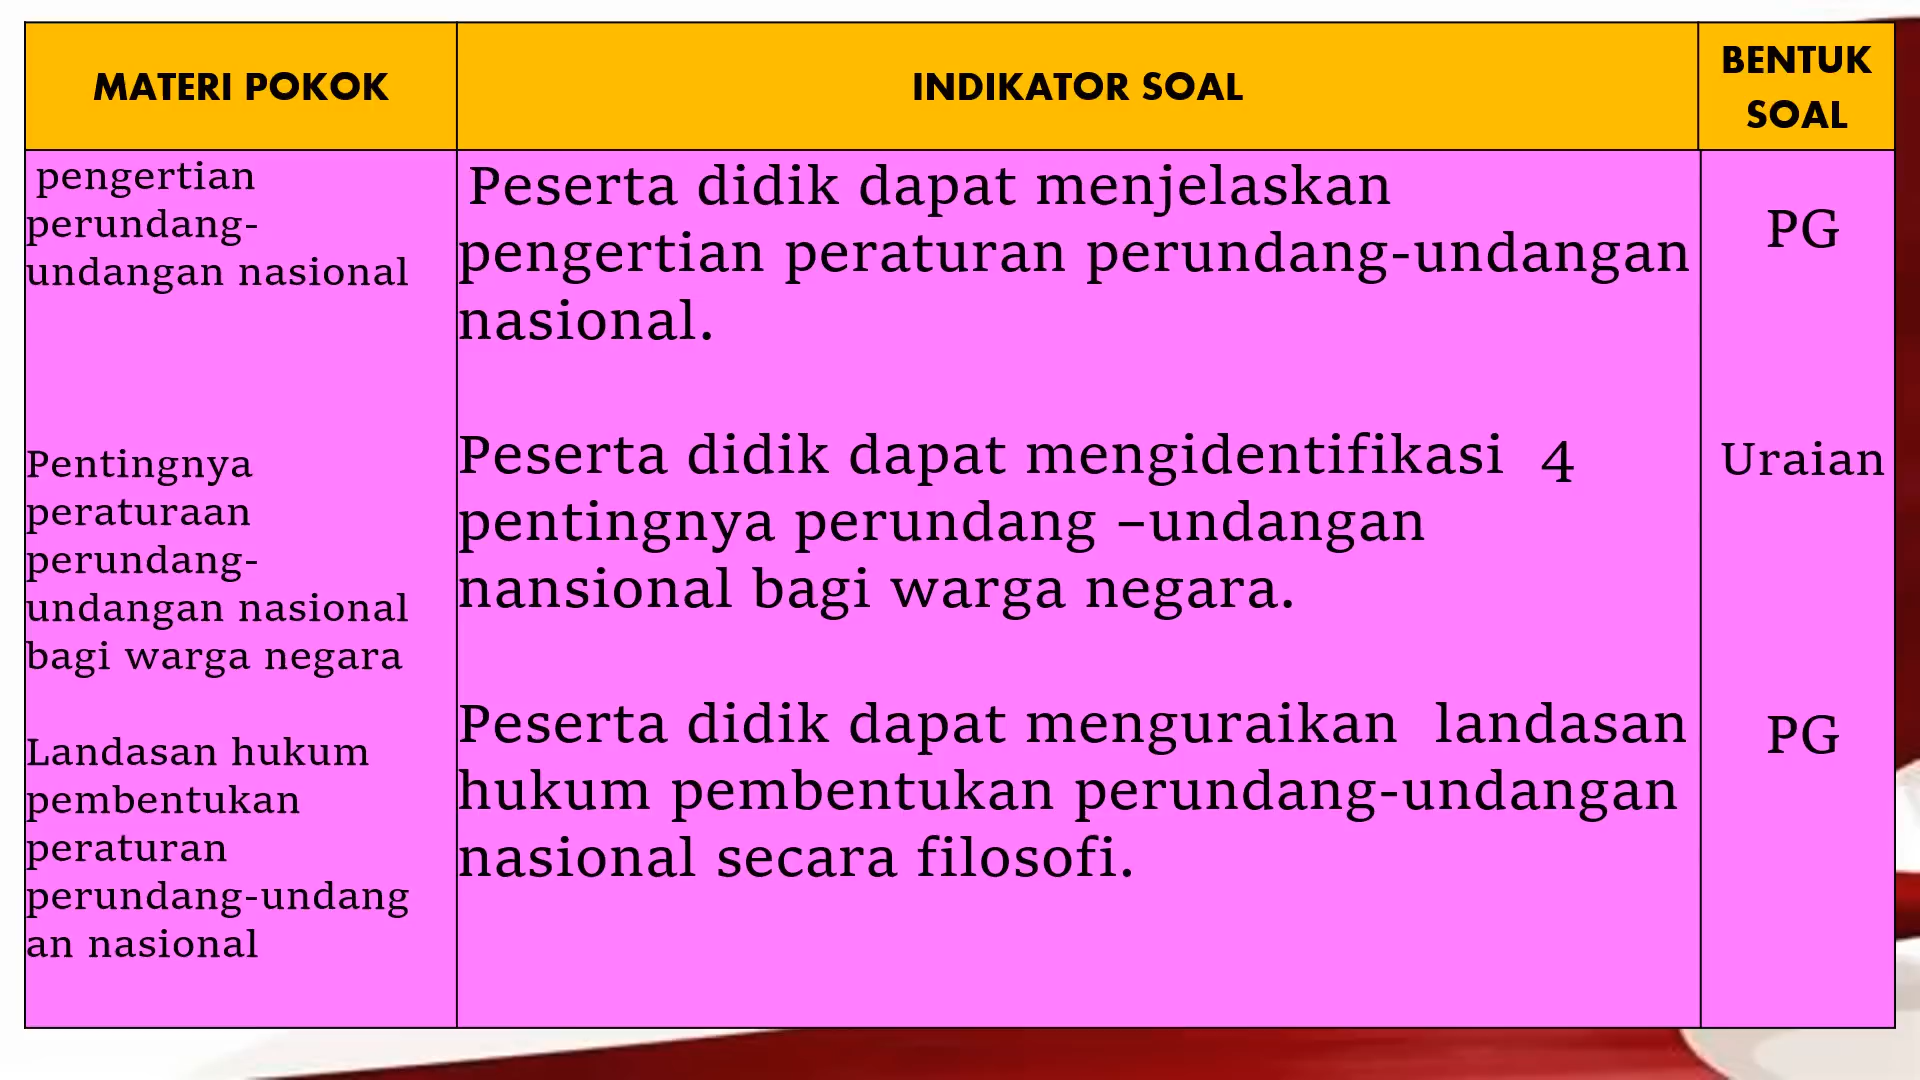 MATERI POKOK
INDIKATOR SOAL
BENTUK
SOAL
pengertian
perundang-
undangan nasional
Pentingnya
peraturaan
perundang-
undangan nasional
bagi warga negara
Landasan hukum
pembentukan
peraturan
perundang-undang
an nasional
Peserta didik dapat menjelaskan
pengertian peraturan perundang-undangan
nasional.
Peserta didik dapat mengidentifikasi  4
pentingnya perundang –undangan
nansional bagi warga negara.
Peserta didik dapat menguraikan  landasan
hukum pembentukan perundang-undangan
nasional secara filosofi.
PG
Uraian
PG